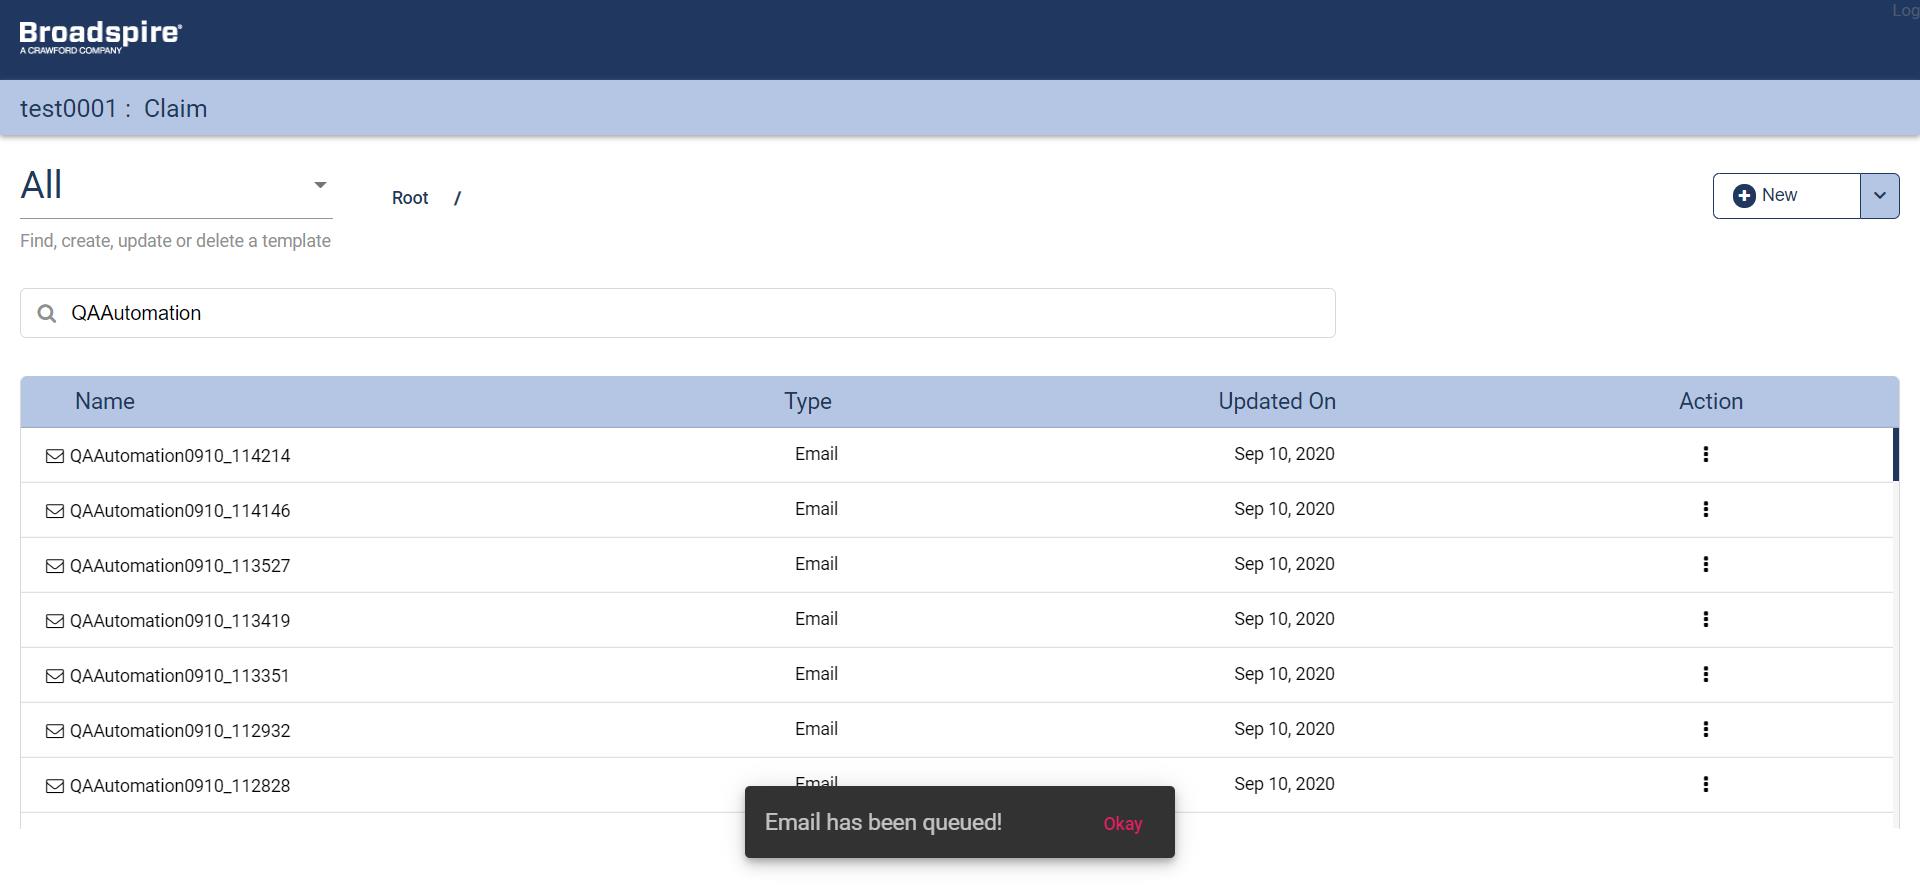 Log
Broadspire®
A CRAWFORD COMPANY
test0001 : Claim
All
Root /
New
Find, create, update or delete a template
QAAutomation
Name Type Updated On Action
QAAutomation0910_114214 Email Sep 10, 2020
QAAutomation0910_114146 Email Sep 10, 2020
QAAutomation0910_113527 Email Sep 10, 2020
QAAutomation0910_113419 Email Sep 10, 2020
QAAutomation0910_113351 Email Sep 10, 2020
QAAutomation0910_112932 Email Sep 10, 2020
QAAutomation0910_112828 Email Sep 10, 2020
Email has been queued! Okay